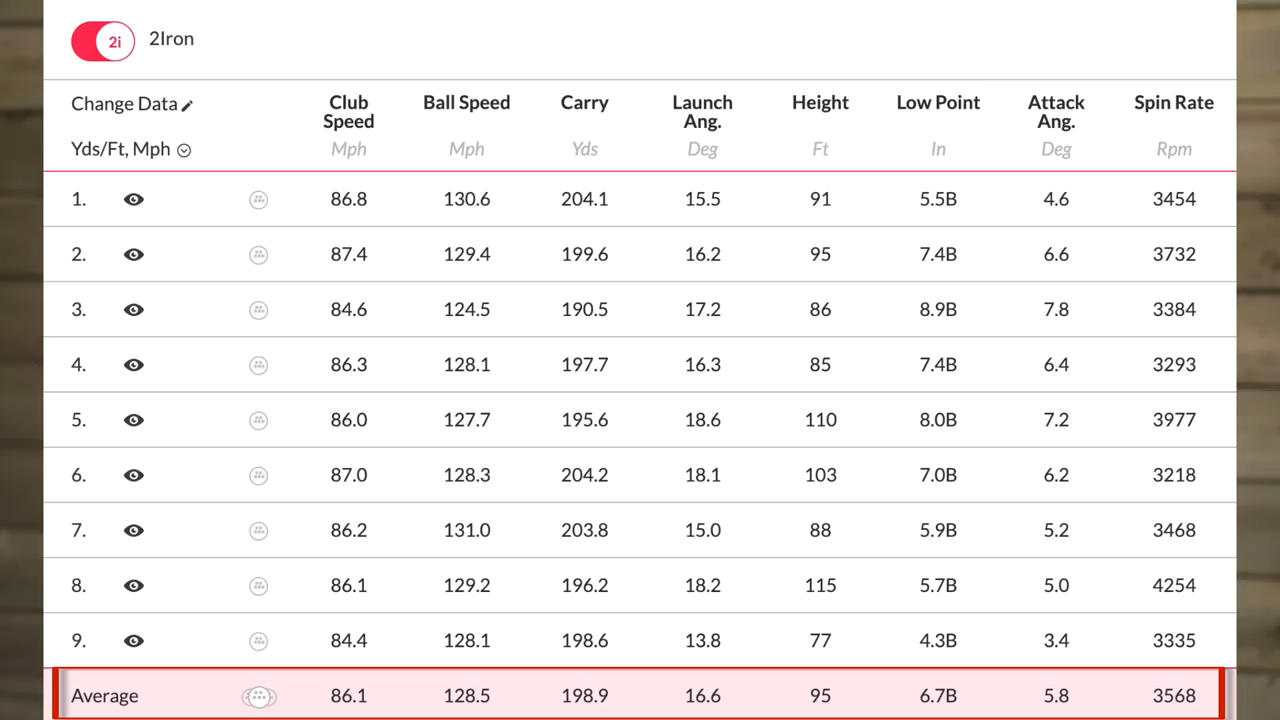 2i 2Iron
Change Data Club Speed Ball Speed Carry Launch Ang. Height Low Point Attack Ang. Spin Rate
Yds/Ft, Mph Mph Mph Yds Deg Ft In Deg Rpm
1. 86.8 130.6 204.1 15.5 91 5.5B 4.6 3454
2. 87.4 129.4 199.6 16.2 95 7.4B 6.6 3732
3. 84.6 124.5 190.5 17.2 86 8.9B 7.8 3384
4. 86.3 128.1 197.7 16.3 85 7.4B 6.4 3293
5. 86.0 127.7 195.6 18.6 110 8.0B 7.2 3977
6. 87.0 128.3 204.2 18.1 103 7.0B 6.2 3218
7. 86.2 131.0 203.8 15.0 88 5.9B 5.2 3468
8. 86.1 129.2 196.2 18.2 115 5.7B 5.0 4254
9. 84.4 128.1 198.6 13.8 77 4.3B 3.4 3335
Average 86.1 128.5 198.9 16.6 95 6.7B 5.8 3568